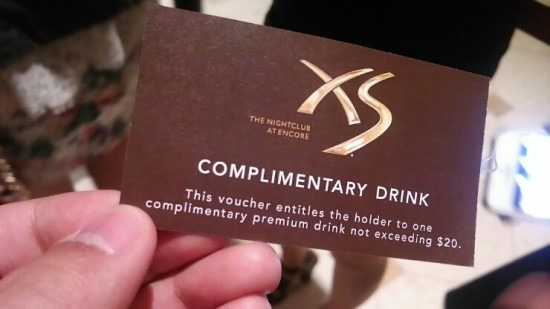 XS
THE NIGHTCLUB
AT ENCORE
COMPLIMENTARY DRINK
This voucher entitles the holder to one
complimentary premium drink not exceeding $20.